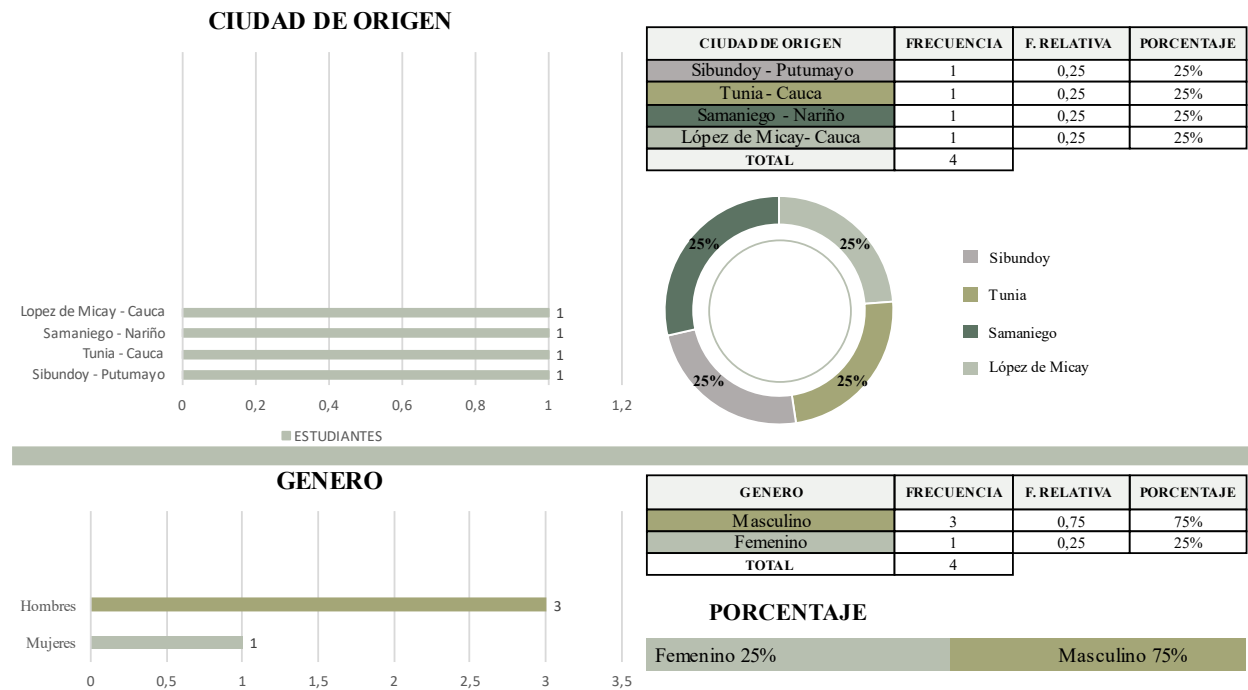 CIUDAD DE ORIGEN
Lopez de Micay - Cauca 1
Samaniego - Nariño 1
Tunia - Cauca 1
Sibundoy - Putumayo 1
0 0,2 0,4 0,6 0,8 1 1,2
ESTUDIANTES
CIUDAD DE ORIGEN FRECUENCIA F. RELATIVA PORCENTAJE
Sibundoy - Putumayo 1 0,25 25%
Tunia - Cauca 1 0,25 25%
Samaniego - Nariño 1 0,25 25%
López de Micay- Cauca 1 0,25 25%
TOTAL 4
25% 25%
25% 25%
Sibundoy
Tunia
Samaniego
López de Micay
GENERO
Hombres 3
Mujeres 1
0 0,5 1 1,5 2 2,5 3 3,5
GENERO FRECUENCIA F. RELATIVA PORCENTAJE
Masculino 3 0,75 75%
Femenino 1 0,25 25%
TOTAL 4
PORCENTAJE
Femenino 25% Masculino 75%